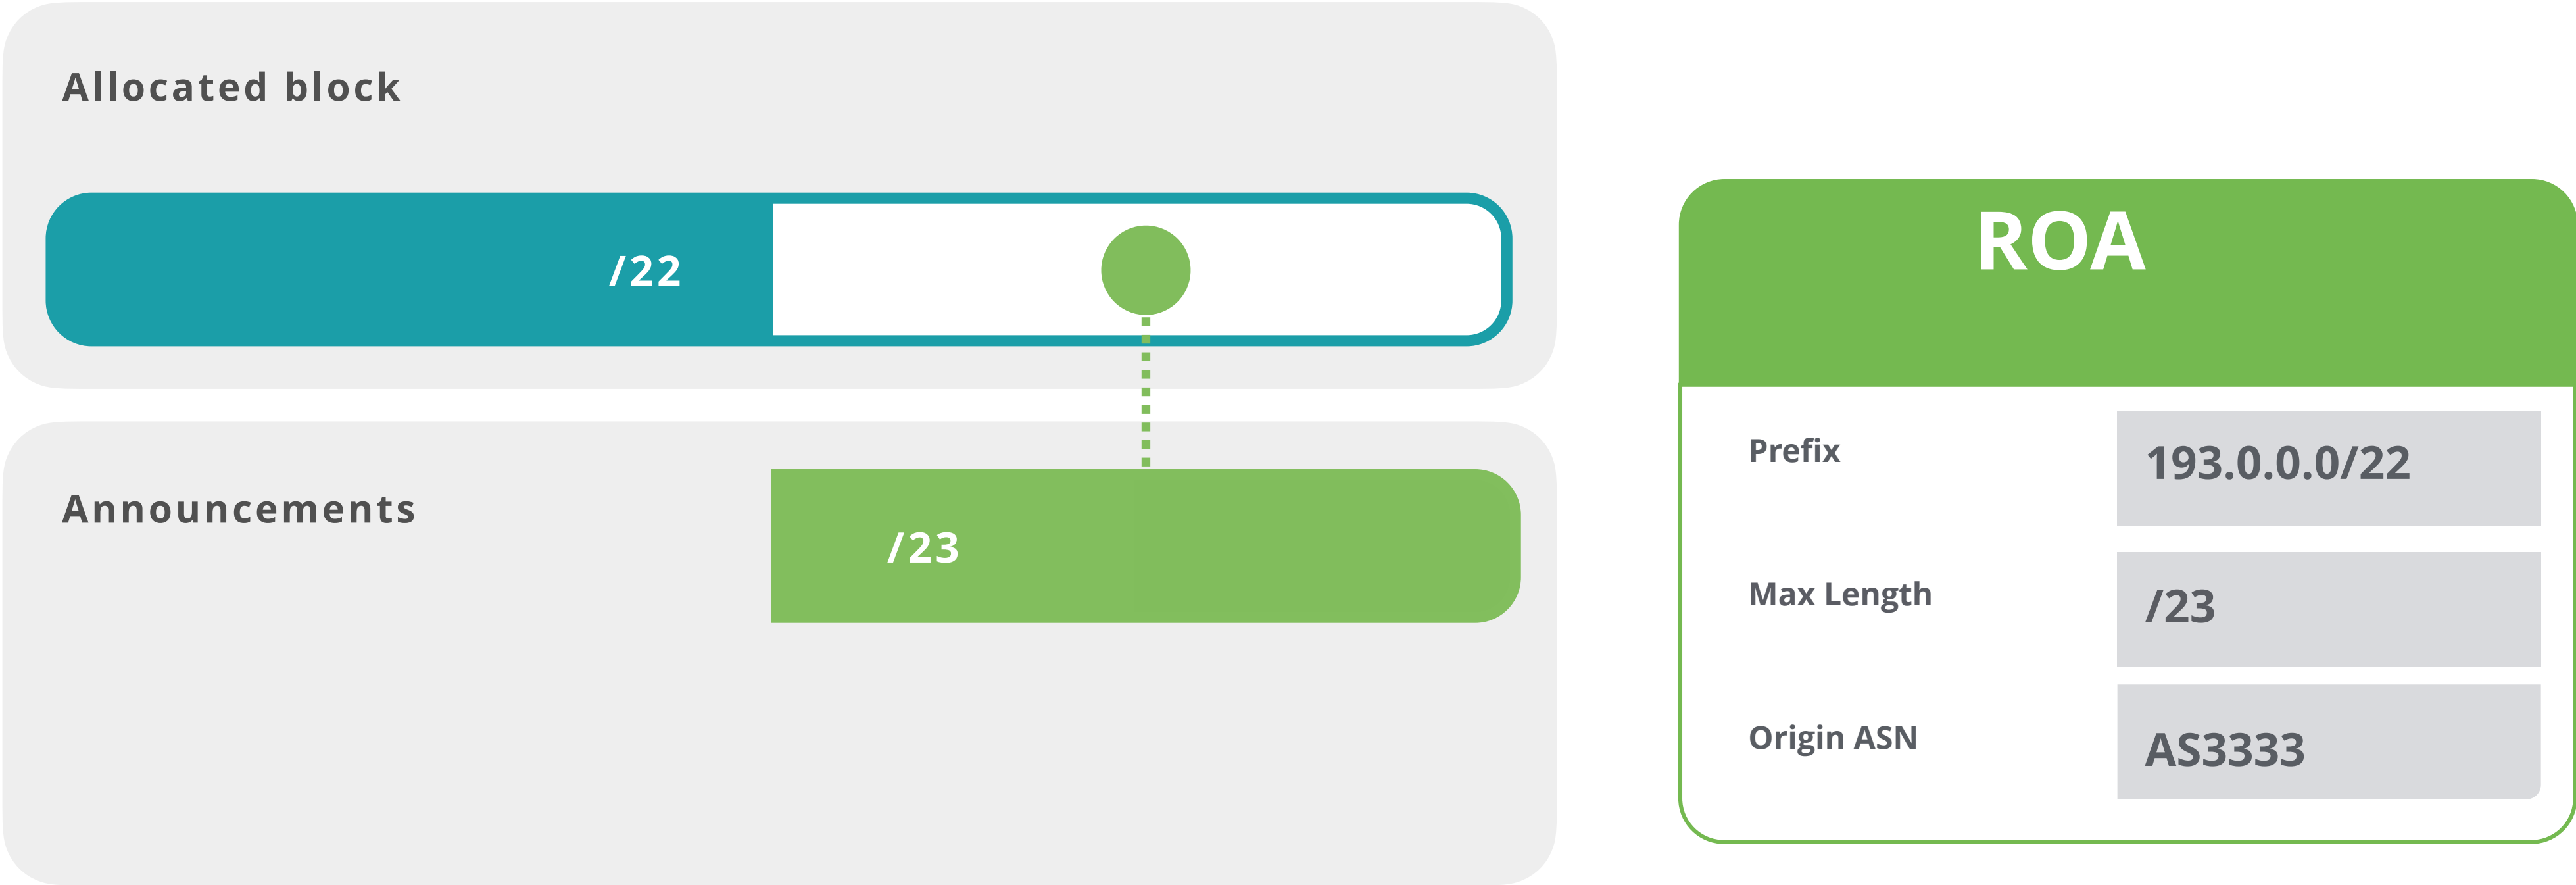 Allocated block
/22
Announcements
/23
ROA
Prefix
193.0.0.0/22
Max Length
/23
Origin ASN
AS3333